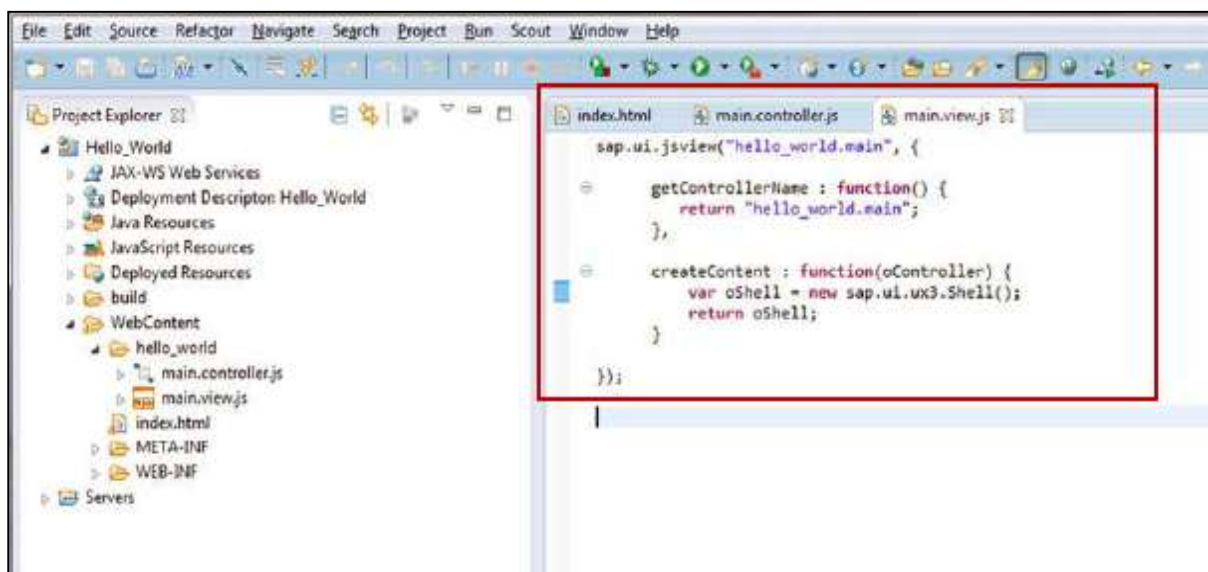 File Edit Source Refactor Navigate Search Project Run Scout Window Help
Project Explorer
Hello_World
JAX-WS Web Services
Deployment Descriptor: Hello_World
Java Resources
JavaScript Resources
Deployed Resources
build
WebContent
hello_world
main.controller.js
main.view.js
index.html
META-INF
WEB-INF
Servers
index.html main.controller.js main.view.js
sap.ui.jsview("hello_world.main", {
getControllerName : function() {
return "hello_world.main";
},
createContent : function(oController) {
var oShell = new sap.ui.ux3.Shell();
return oShell;
}
});